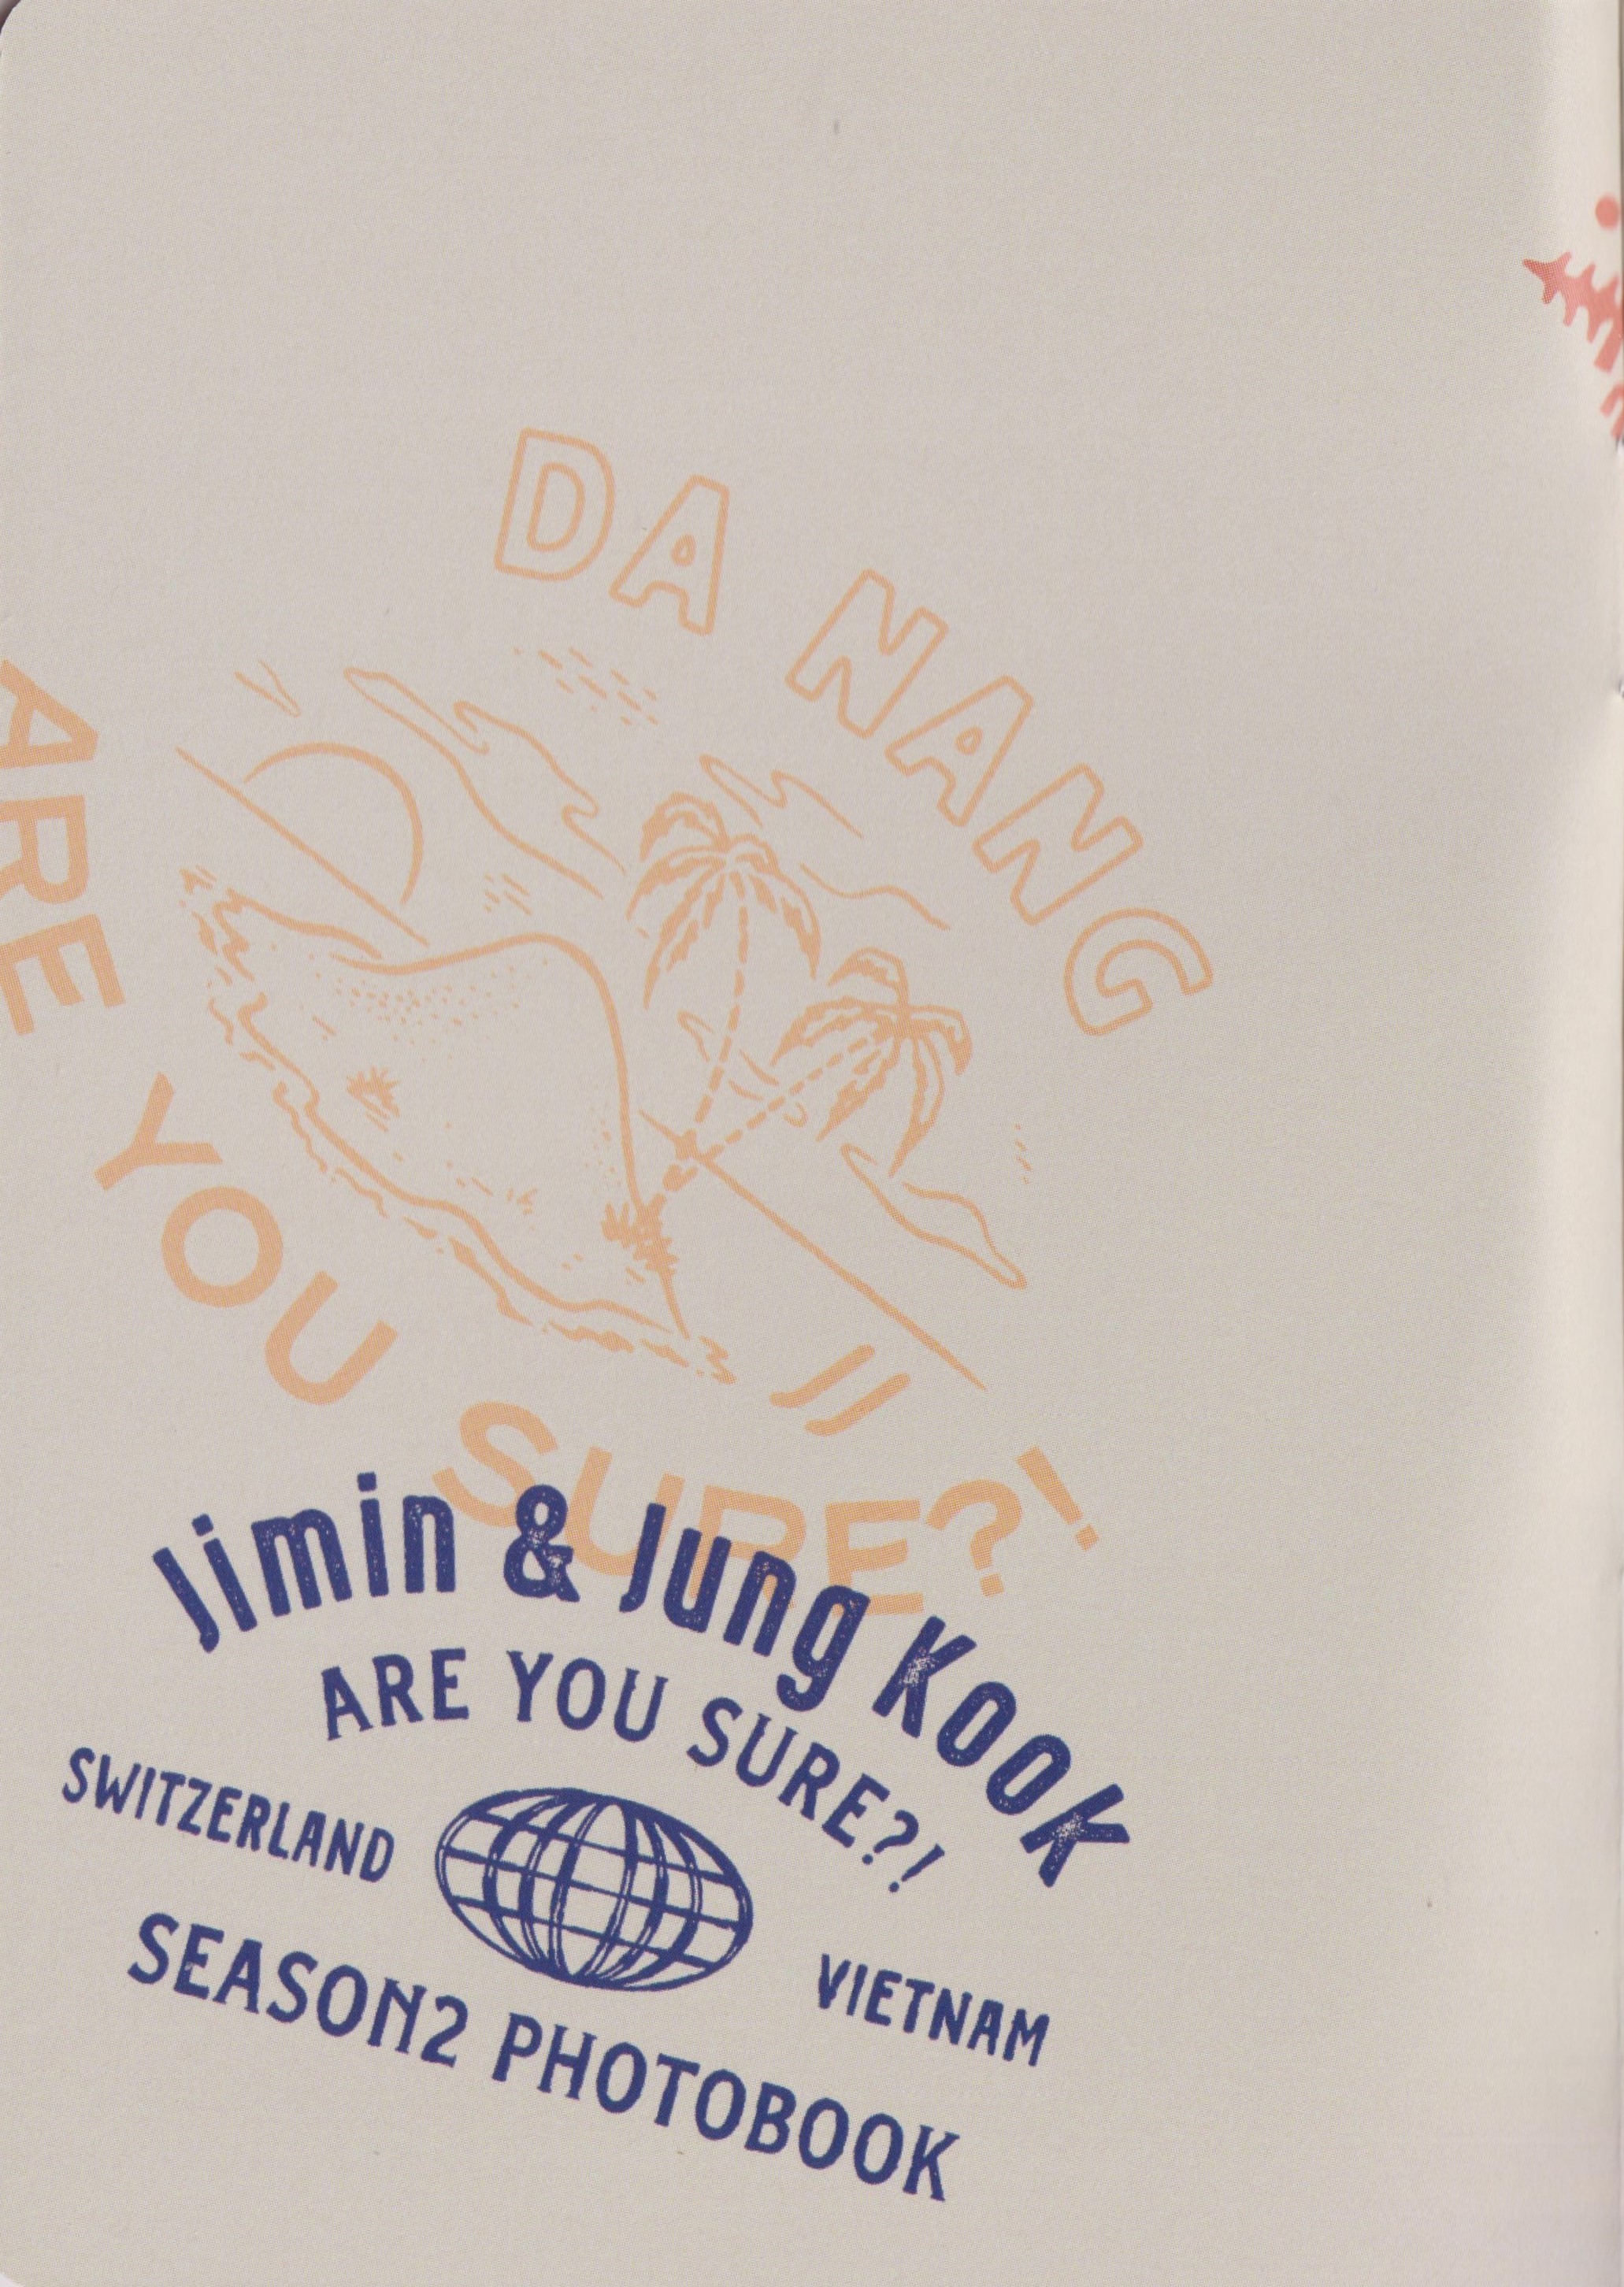 DA NANG
ARE YOU SURE?!
Jimin & Jung Kook
ARE YOU SURE?!
SWITZERLAND
VIETNAM
SEASON2 PHOTOBOOK